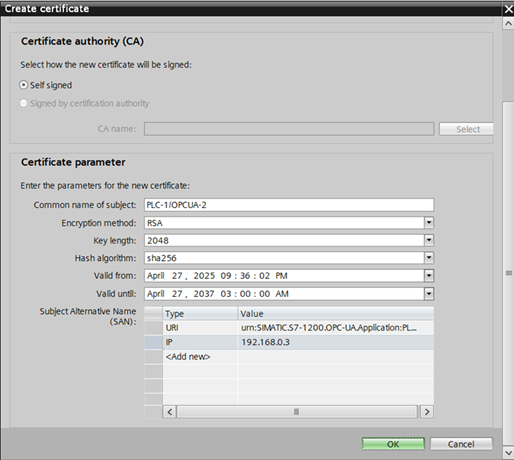 Create certificate
Certificate authority (CA)
Select how the new certificate will be signed:
Self signed
Signed by certification authority
CA name:
Select
Certificate parameter
Enter the parameters for the new certificate:
Common name of subject: PLC-1/OPCUA-2
Encryption method: RSA
Key length: 2048
Hash algorithm: sha256
Valid from: April 27, 2025 09:36:02 PM
Valid until: April 27, 2037 03:00:00 AM
Subject Alternative Name
(SAN):
Type Value
URI urn:SIMATIC.S7-1200.OPC-UA.Application:PL...
IP 192.168.0.3
<Add new>
OK Cancel